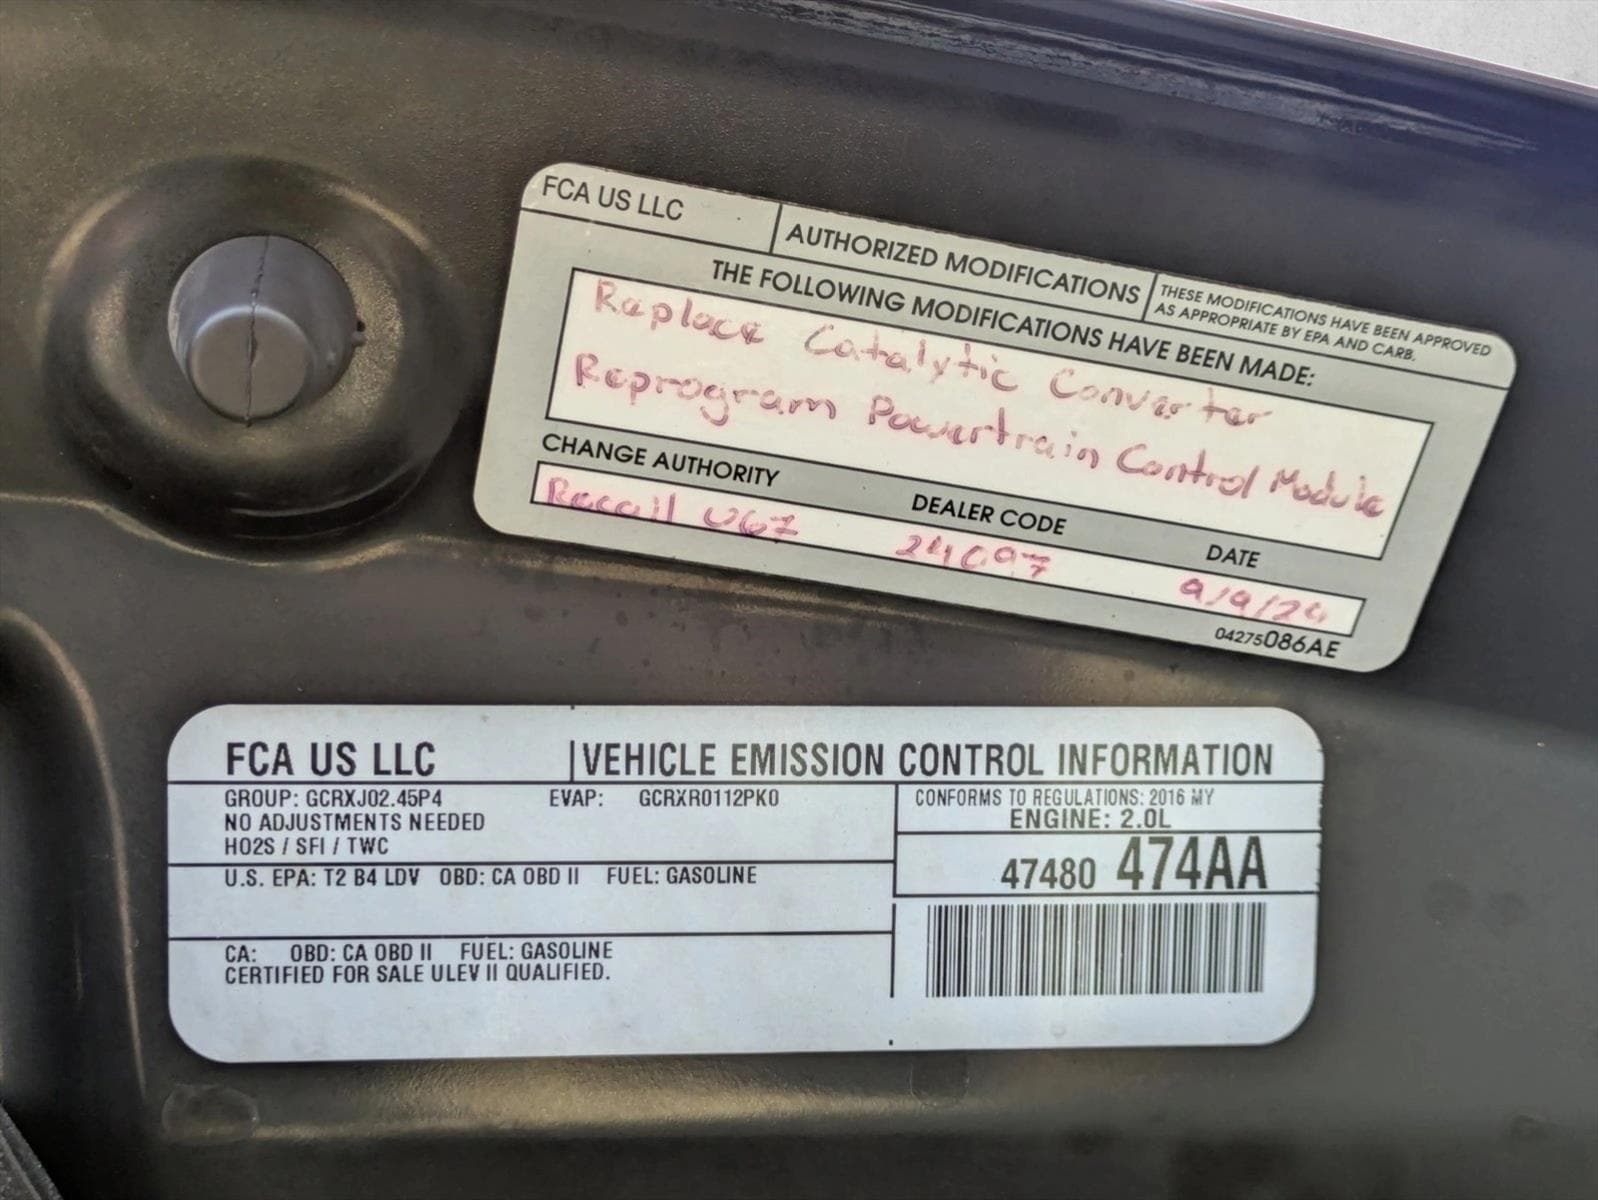 FCA US LLC
AUTHORIZED MODIFICATIONS
THESE MODIFICATIONS HAVE BEEN APPROVED
AS APPROPRIATE BY EPA AND CARB.
THE FOLLOWING MODIFICATIONS HAVE BEEN MADE:
Replace Catalytic Converter
Reprogram Powertrain Control Module
CHANGE AUTHORITY DEALER CODE DATE
Recall U67 24097 9/9/20
04275086AE
FCA US LLC VEHICLE EMISSION CONTROL INFORMATION
GROUP: GCRXJ02.45P4 EVAP: GCRXR0112PK0
NO ADJUSTMENTS NEEDED
HO2S / SFI / TWC
CONFORMS TO REGULATIONS: 2016 MY
ENGINE: 2.0L
47480 474AA
U.S. EPA: T2 B4 LDV OBD: CA OBD II FUEL: GASOLINE
CA: OBD: CA OBD II FUEL: GASOLINE
CERTIFIED FOR SALE ULEV II QUALIFIED.